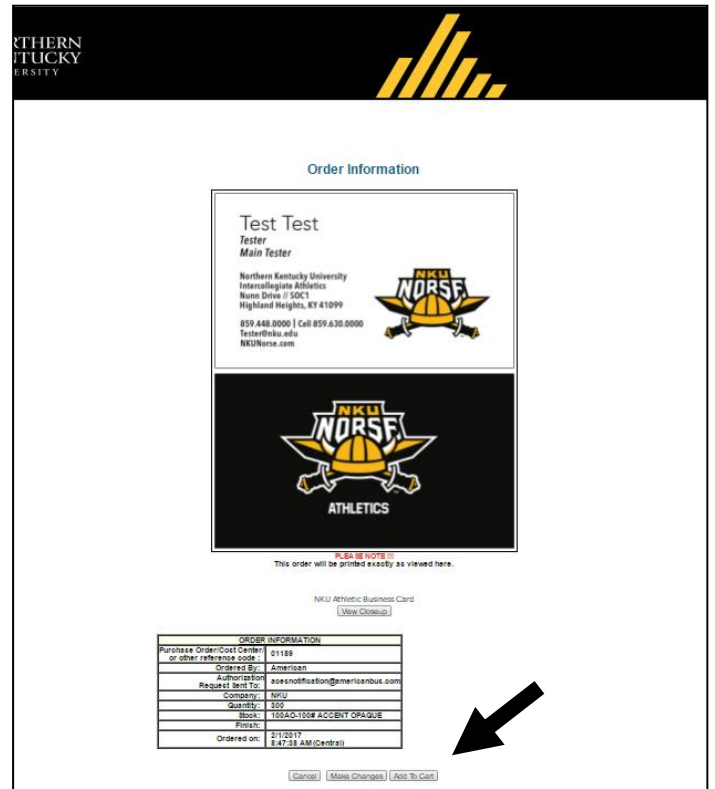 RTHERN
NTUCKY
ERSITY
Order Information
Test Test
Tester
Main Tester
Northern Kentucky University
Intercollegiate Athletics
Nunn Drive // SOC1
Highland Heights, KY 41099
859.448.0000 | Cell 859.630.0000
Tester@nku.edu
NKUNorse.com
NKU
NORSE
NKU
NORSE
ATHLETICS
PLEASE NOTE !!!
This order will be printed exactly as viewed here.
NKU Athletic Business Card
View Closeup
ORDER INFORMATION
Purchase Order/Cost Center/ or other reference code : 01189
Ordered By: American
Authorization Request Sent To: acesnotification@americanbus.com
Company: NKU
Quantity: 300
Stock: 100AO-100# ACCENT OPAQUE
Finish:
Ordered on: 2/1/2017 8:47:38 AM (Central)
Cancel Make Changes Add To Cart